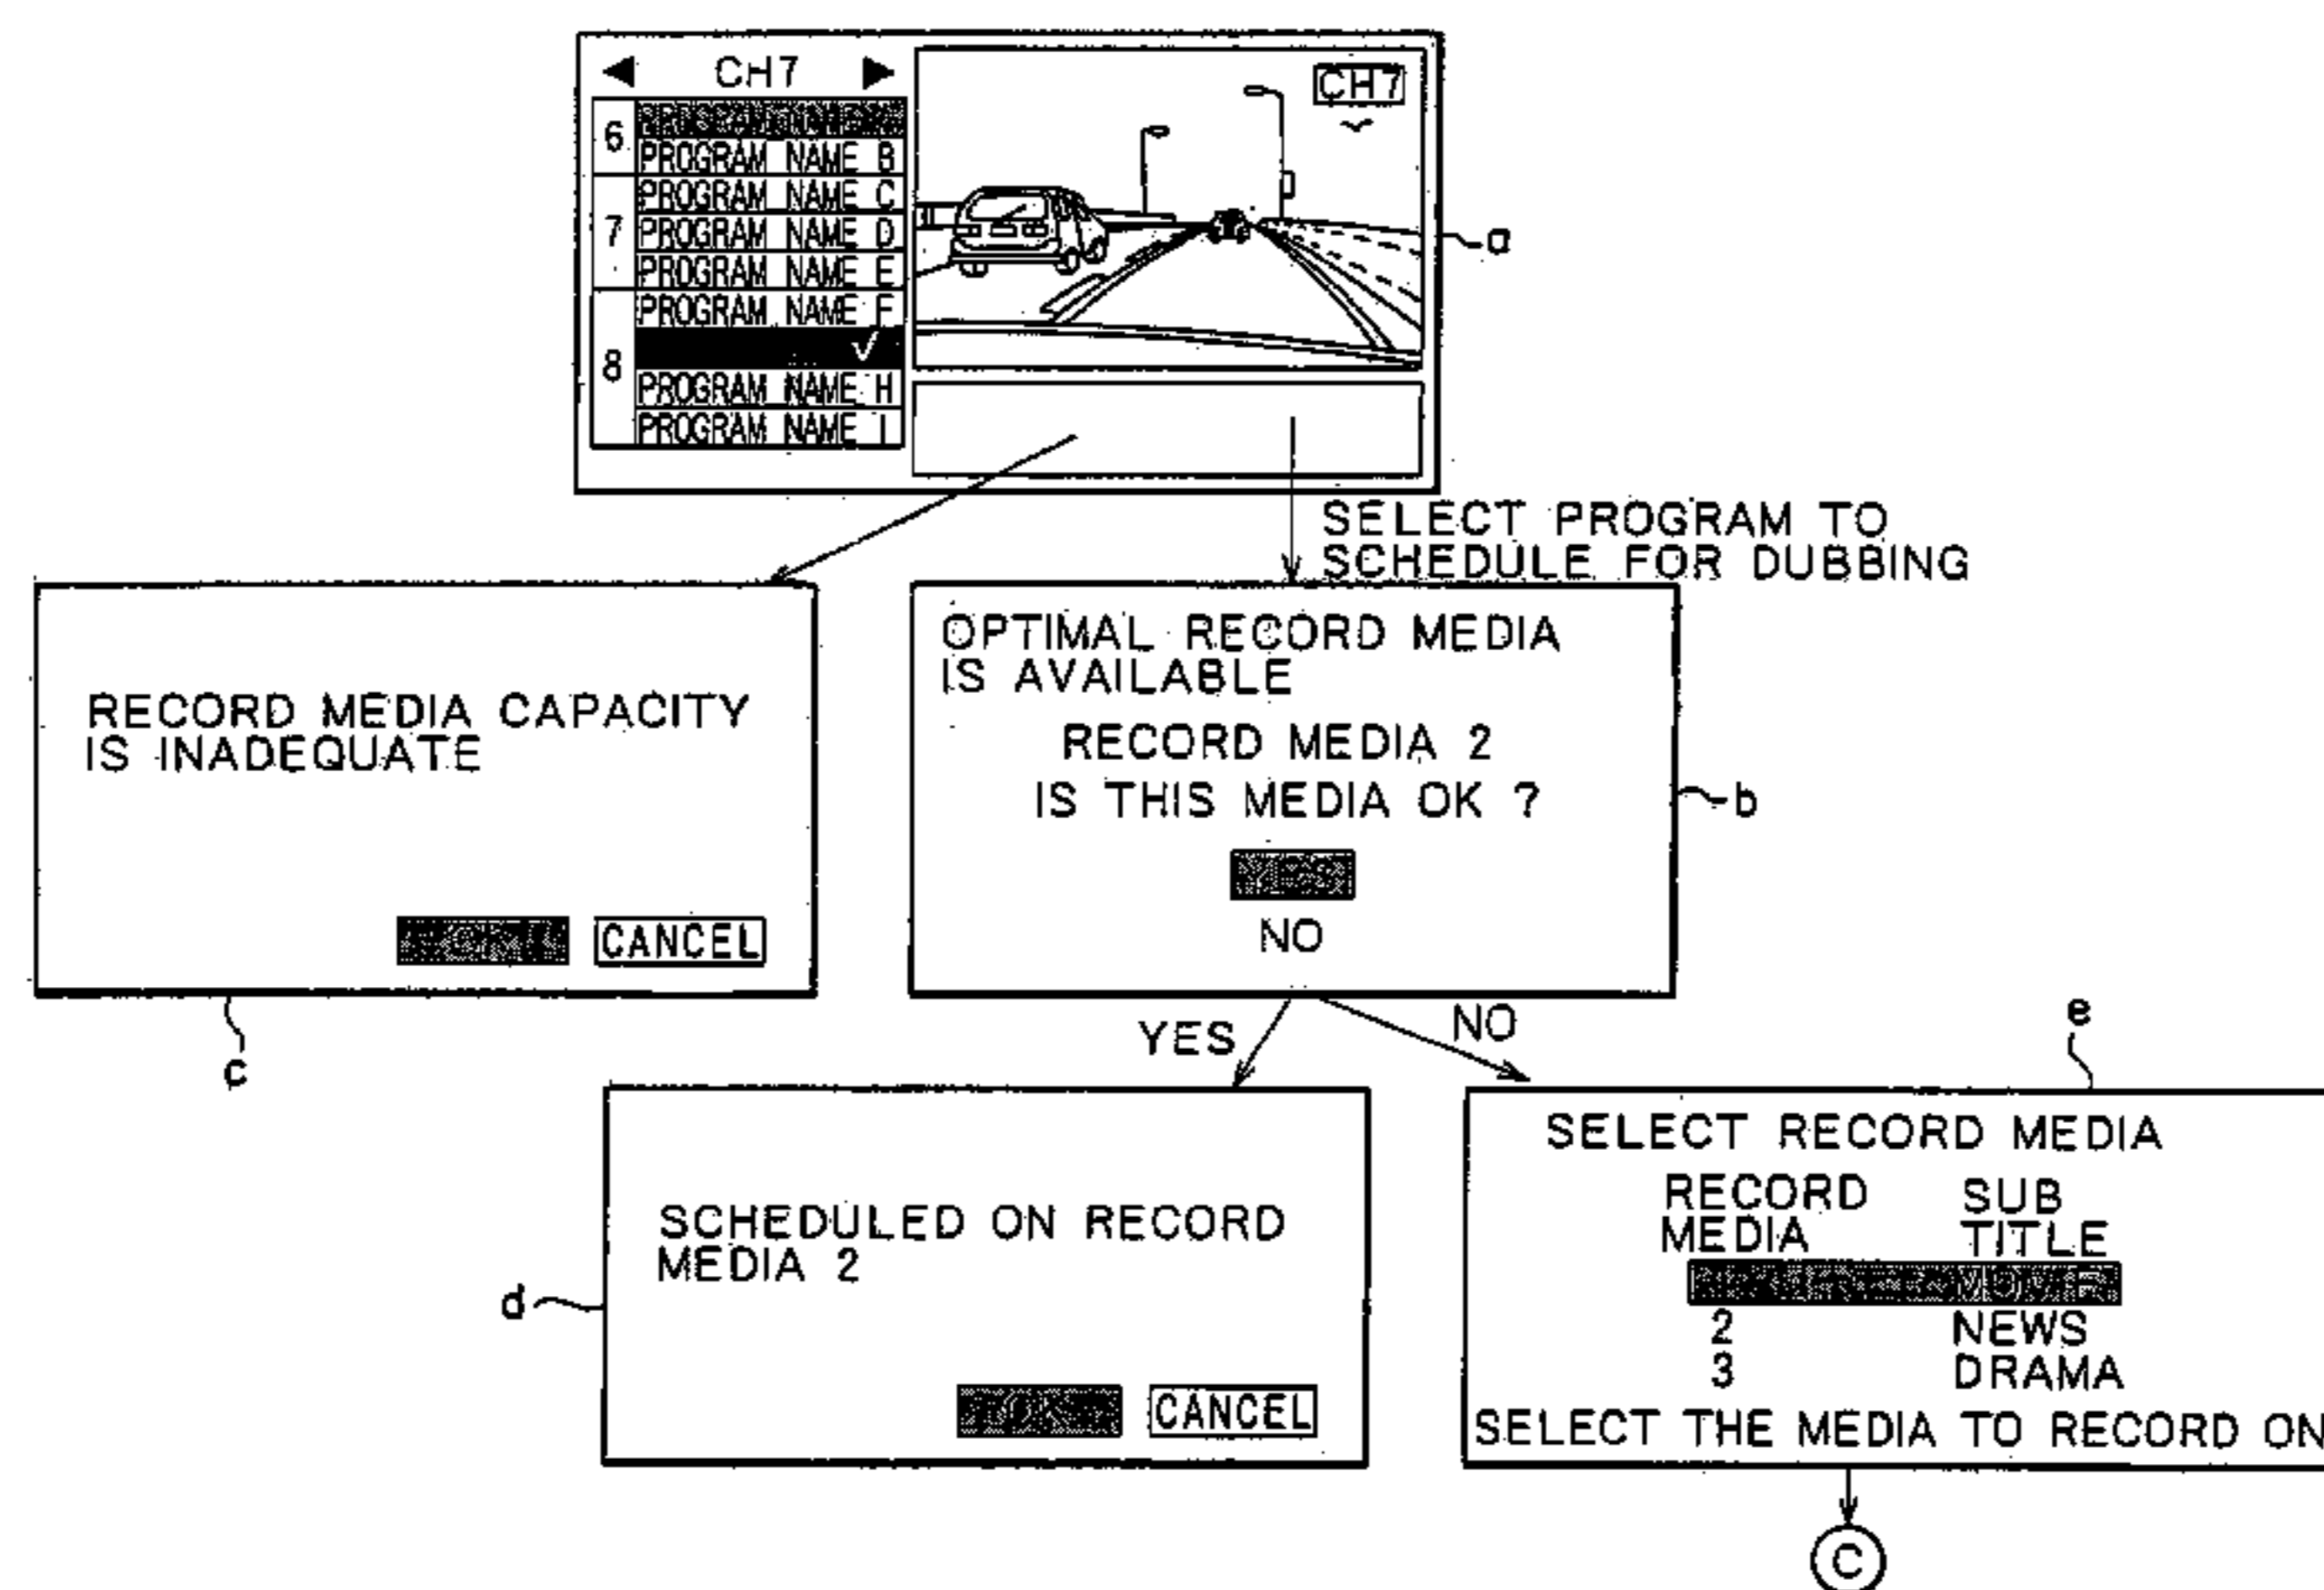 CH7
CH7
6
PROGRAM NAME B
PROGRAM NAME C
7
PROGRAM NAME D
PROGRAM NAME E
PROGRAM NAME F
✓
8
PROGRAM NAME H
PROGRAM NAME I
a
SELECT PROGRAM TO
SCHEDULE FOR DUBBING
RECORD MEDIA CAPACITY
IS INADEQUATE
CANCEL
c
OPTIMAL RECORD MEDIA
IS AVAILABLE
RECORD MEDIA 2
IS THIS MEDIA OK ?
YES
NO
b
YES
NO
SCHEDULED ON RECORD
MEDIA 2
OK CANCEL
d
e
SELECT RECORD MEDIA
RECORD SUB
MEDIA TITLE
MOVIE
2 NEWS
3 DRAMA
SELECT THE MEDIA TO RECORD ON
C